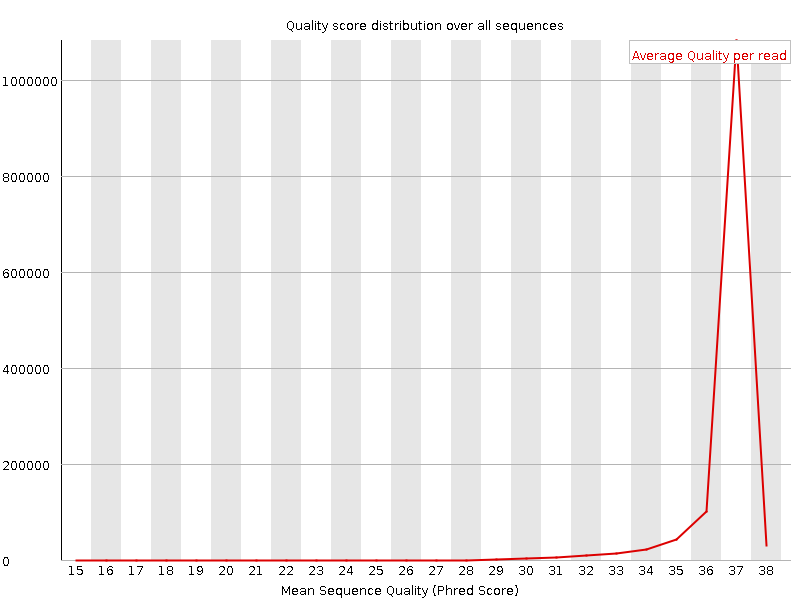 Quality score distribution over all sequences
Average Quality per read
1000000
800000
600000
400000
200000
0
15 16 17 18 19 20 21 22 23 24 25 26 27 28 29 30 31 32 33 34 35 36 37 38
Mean Sequence Quality (Phred Score)